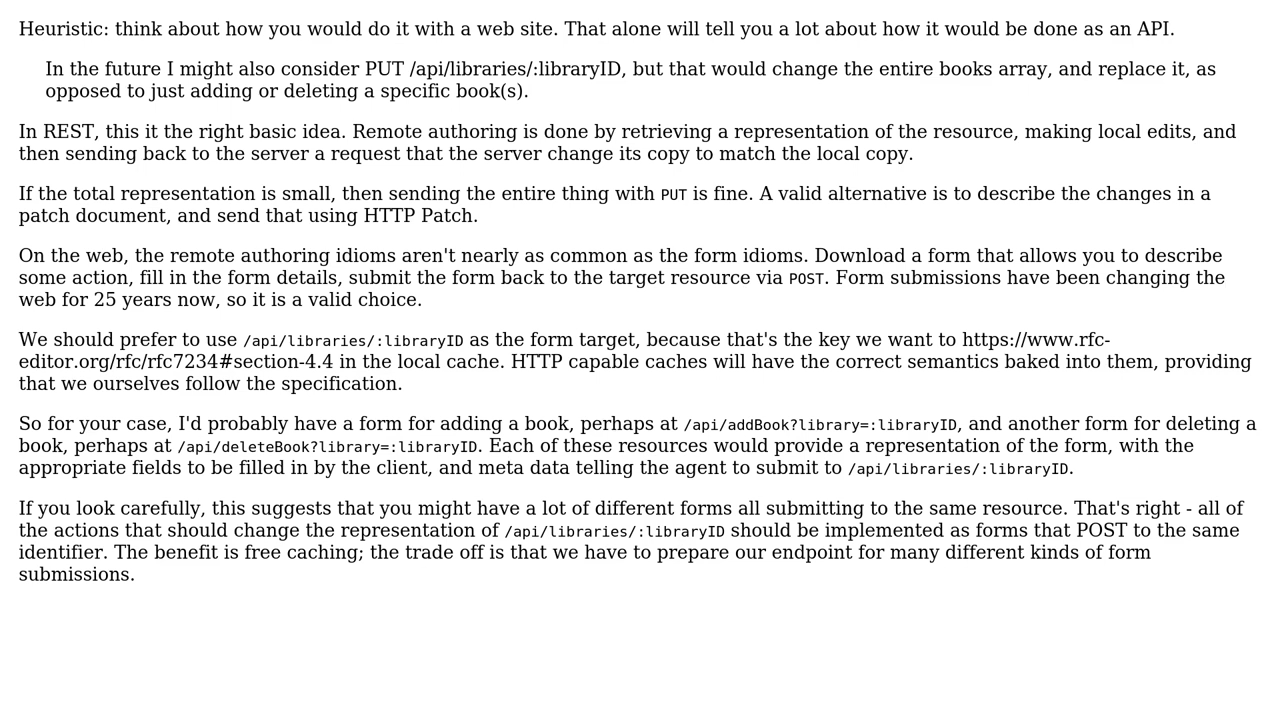 Heuristic: think about how you would do it with a web site. That alone will tell you a lot about how it would be done as an API.
In the future I might also consider PUT /api/libraries/:libraryID, but that would change the entire books array, and replace it, as
opposed to just adding or deleting a specific book(s).
In REST, this it the right basic idea. Remote authoring is done by retrieving a representation of the resource, making local edits, and
then sending back to the server a request that the server change its copy to match the local copy.
If the total representation is small, then sending the entire thing with PUT is fine. A valid alternative is to describe the changes in a
patch document, and send that using HTTP Patch.
On the web, the remote authoring idioms aren't nearly as common as the form idioms. Download a form that allows you to describe
some action, fill in the form details, submit the form back to the target resource via POST. Form submissions have been changing the
web for 25 years now, so it is a valid choice.
We should prefer to use /api/libraries/:libraryID as the form target, because that's the key we want to https://www.rfc-
editor.org/rfc/rfc7234#section-4.4 in the local cache. HTTP capable caches will have the correct semantics baked into them, providing
that we ourselves follow the specification.
So for your case, I'd probably have a form for adding a book, perhaps at /api/addBook?library=:libraryID, and another form for deleting a
book, perhaps at /api/deleteBook?library=:libraryID. Each of these resources would provide a representation of the form, with the
appropriate fields to be filled in by the client, and meta data telling the agent to submit to /api/libraries/:libraryID.
If you look carefully, this suggests that you might have a lot of different forms all submitting to the same resource. That's right - all of
the actions that should change the representation of /api/libraries/:libraryID should be implemented as forms that POST to the same
identifier. The benefit is free caching; the trade off is that we have to prepare our endpoint for many different kinds of form
submissions.